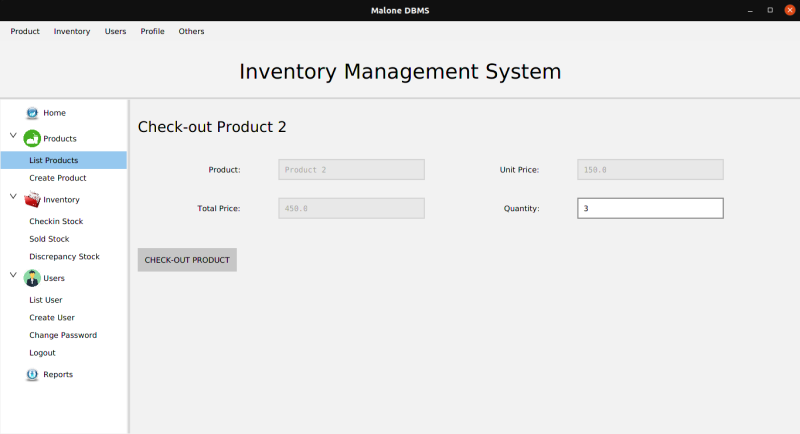 Malone DBMS
Product Inventory Users Profile Others
Inventory Management System
Home
Products
List Products
Create Product
Inventory
Checkin Stock
Sold Stock
Discrepancy Stock
Users
List User
Create User
Change Password
Logout
Reports
Check-out Product 2
Product: Product 2 Unit Price: 150.0
Total Price: 450.0 Quantity: 3
CHECK-OUT PRODUCT